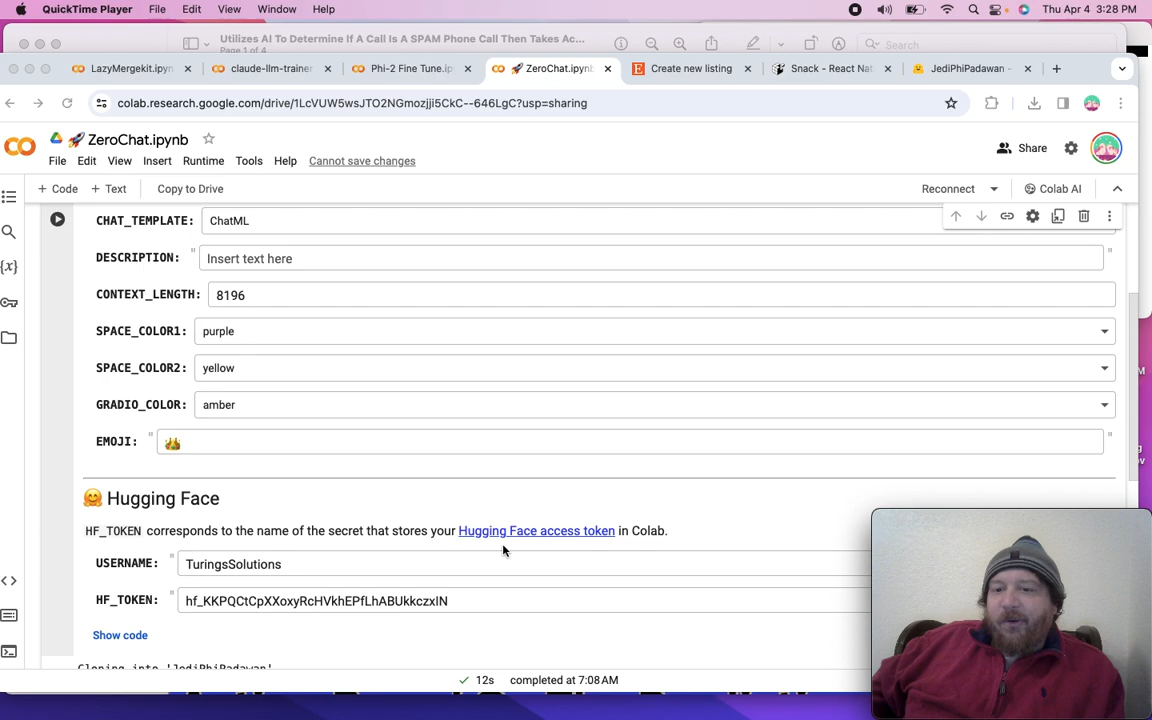 QuickTime Player File Edit View Window Help Thu Apr 4 3:28 PM
Utilizes AI To Determine If A Call Is A SPAM Phone Call Then Takes Ac...
Page 1 of 4
Search
LazyMergekit.ipyn claude-llm-trainer Phi-2 Fine Tune.ip ZeroChat.ipynb Create new listing Snack - React Na JediPhiPadawan -
colab.research.google.com/drive/1LcVUW5wsJTO2NGmozjji5CkC--646LgC?usp=sharing
🚀 ZeroChat.ipynb
File Edit View Insert Runtime Tools Help Cannot save changes
Share
+ Code + Text Copy to Drive Reconnect Colab AI
CHAT_TEMPLATE: ChatML
DESCRIPTION: " Insert text here "
CONTEXT_LENGTH: 8196
SPACE_COLOR1: purple
SPACE_COLOR2: yellow
GRADIO_COLOR: amber
EMOJI: " "
🤗 Hugging Face
HF_TOKEN corresponds to the name of the secret that stores your Hugging Face access token in Colab.
USERNAME: " TuringsSolutions
HF_TOKEN: " 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
Show code
Cloning into 'JediPhiPadawan'
12s completed at 7:08 AM